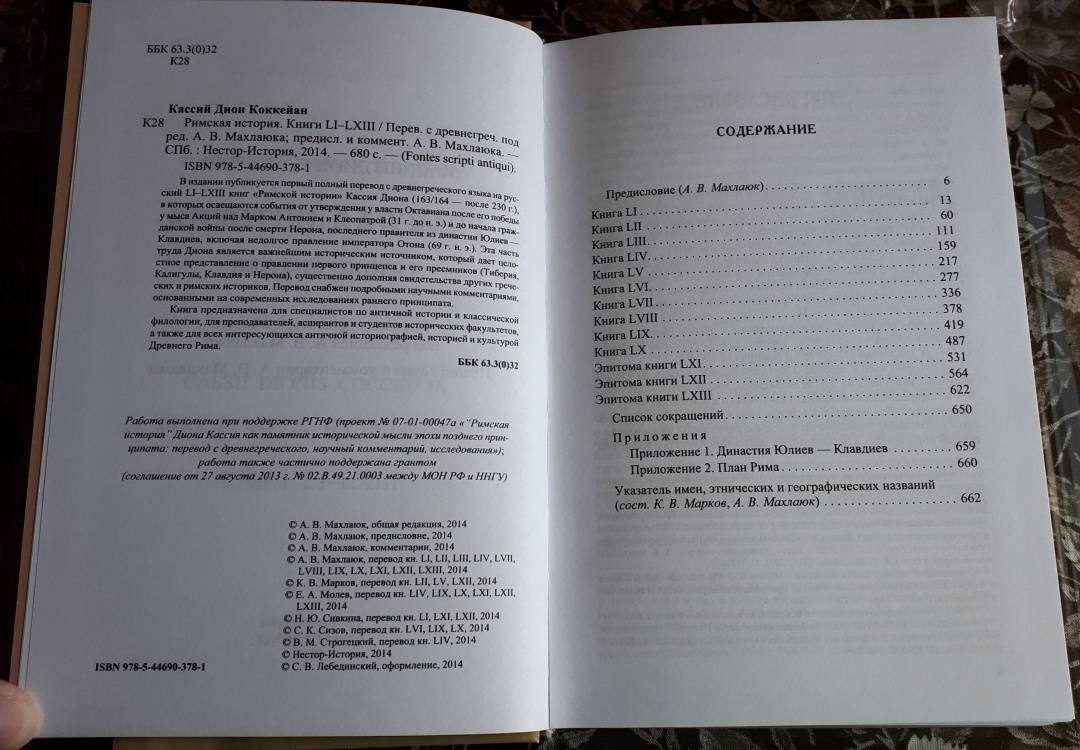 ББК 63.3(0)32
К28
Кассий Дион Коккейан
К28 Римская история. Книги LI–LXIII / Перев. с древнегреч. под
ред. А. В. Махлаюка; предисл. и коммент. А. В. Махлаюка. —
СПб. : Нестор-История, 2014. — 680 с. — (Fontes scripti antiqui).
ISBN 978-5-44690-378-1
В издании публикуется первый полный перевод с древнегреческого языка на рус-
ский LI–LXIII книг «Римской истории» Кассия Диона (163/164 — после 230 г.),
в которых освещаются события от утверждения у власти Октавиана после его победы
у мыса Акций над Марком Антонием и Клеопатрой (31 г. до н. э.) и до начала граж-
данской войны после смерти Нерона, последнего правителя из династии Юлиев —
Клавдиев, включая недолгое правление императора Отона (69 г. н. э.). Эта часть
труда Диона является важнейшим историческим источником, который дает цело-
стное представление о правлении первого принцепса и его преемников (Тиберия,
Калигулы, Клавдия и Нерона), существенно дополняя свидетельства других грече-
ских и римских историков. Перевод снабжен подробными научными комментариями,
основанными на современных исследованиях раннего принципата.
Книга предназначена для специалистов по античной истории и классической
филологии, для преподавателей, аспирантов и студентов исторических факультетов,
а также для всех интересующихся античной историографией, историей и культурой
Древнего Рима.
ББК 63.3(0)32
Работа выполнена при поддержке РГНФ (проект № 07-01-00047а «"Римская
история" Диона Кассия как памятник исторической мысли эпохи позднего прин-
ципата: перевод с древнегреческого, научный комментарий, исследования»);
работа также частично поддержана грантом
(соглашение от 27 августа 2013 г. № 02.В.49.21.0003 между МОН РФ и ННГУ)
© А. В. Махлаюк, общая редакция, 2014
© А. В. Махлаюк, предисловие, 2014
© А. В. Махлаюк, комментарии, 2014
© А. В. Махлаюк, перевод кн. LI, LII, LIII, LIV, LVII,
LVIII, LIX, LX, LXI, LXII, LXIII, 2014
© К. В. Марков, перевод кн. LII, LV, LXII, 2014
© Е. А. Молев, перевод кн. LIV, LIX, LX, LXI, LXII,
LXIII, 2014
© Н. Ю. Сивкина, перевод кн. LI, LXI, LXII, 2014
© С. К. Сизов, перевод кн. LVI, LIX, LX, 2014
© В. М. Строгецкий, перевод кн. LIV, 2014
© Нестор-История, 2014
ISBN 978-5-44690-378-1 © С. В. Лебединский, оформление, 2014
СОДЕРЖАНИЕ
Предисловие (А. В. Махлаюк). . . . . . . . 6
Книга LI . . . . . . . . 13
Книга LII . . . . . . . . 60
Книга LIII. . . . . . . . 111
Книга LIV. . . . . . . . 159
Книга LV . . . . . . . . 217
Книга LVI. . . . . . . . 277
Книга LVII . . . . . . . . 336
Книга LVIII . . . . . . . . 378
Книга LIX. . . . . . . . 419
Книга LX . . . . . . . . 487
Эпитома книги LXI. . . . . . . . 531
Эпитома книги LXII . . . . . . . . 564
Эпитома книги LXIII . . . . . . . . 622
Список сокращений. . . . . . . . 650
Приложения
Приложение 1. Династия Юлиев — Клавдиев . . . . . . . . 659
Приложение 2. План Рима. . . . . . . . 660
Указатель имен, этнических и географических названий
(сост. К. В. Марков, А. В. Махлаюк) . . . . . . . . 662